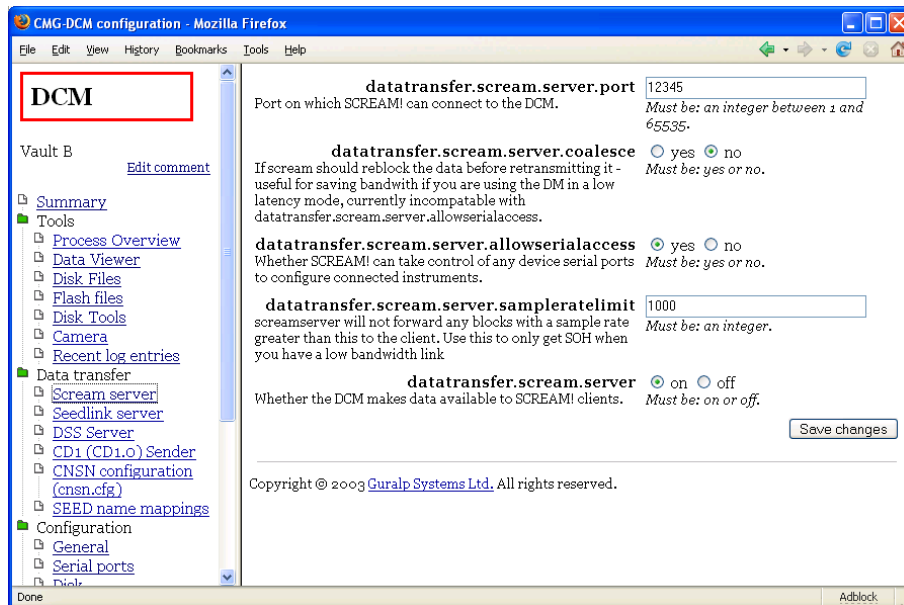 CMG-DCM configuration - Mozilla Firefox
File Edit View History Bookmarks Tools Help
DCM
Vault B
Edit comment
Summary
Tools
Process Overview
Data Viewer
Disk Files
Flash files
Disk Tools
Camera
Recent log entries
Data transfer
Scream server
Seedlink server
DSS Server
CD1 (CD1.0) Sender
CNSN configuration
(cnsn.cfg)
SEED name mappings
Configuration
General
Serial ports
Disk
datatransfer.scream.server.port
12345
Port on which SCREAM! can connect to the DCM.
Must be: an integer between 1 and
65535.
datatransfer.scream.server.coalesce
yes no
If scream should reblock the data before retransmitting it -
useful for saving bandwith if you are using the DM in a low
latency mode, currently incompatable with
datatransfer.scream.server.allowserialaccess.
Must be: yes or no.
datatransfer.scream.server.allowserialaccess
yes no
Whether SCREAM! can take control of any device serial ports
to configure connected instruments.
Must be: yes or no.
datatransfer.scream.server.sampleratelimit
1000
screamserver will not forward any blocks with a sample rate
greater than this to the client. Use this to only get SOH when
you have a low bandwidth link
Must be: an integer.
datatransfer.scream.server
on off
Whether the DCM makes data available to SCREAM! clients.
Must be: on or off.
Save changes
Copyright © 2003 Guralp Systems Ltd. All rights reserved.
Done
Adblock